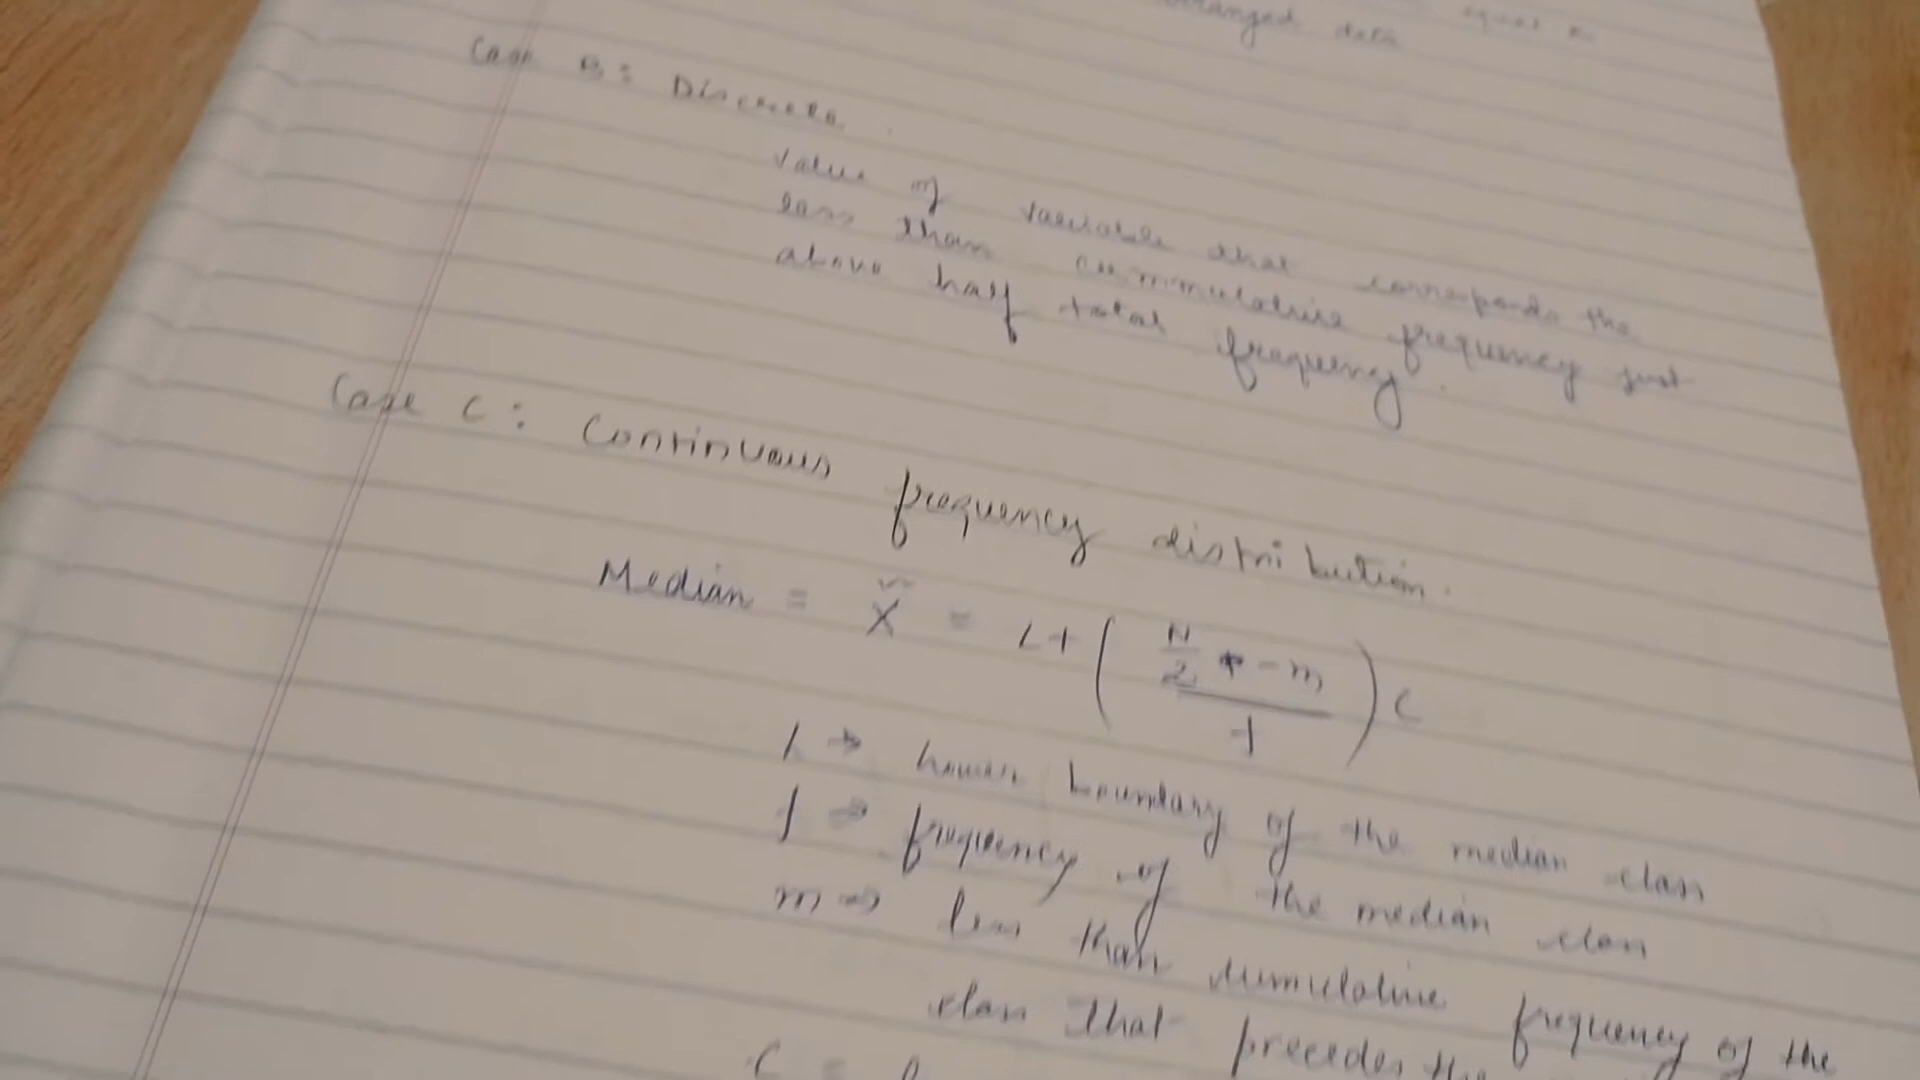 arranged data
Case B : Discrete.
Value of variable that corresponds the
less than cummulative frequency just
above half total frequency.
Case C : Continuous frequency distribution.
Median = X̃ = L + ( (N/2 - m) / f ) C
l → lower boundary of the median class
f ⇒ frequency of the median class
m ⇒ less than cumulative frequency of the
class that precedes the
C =